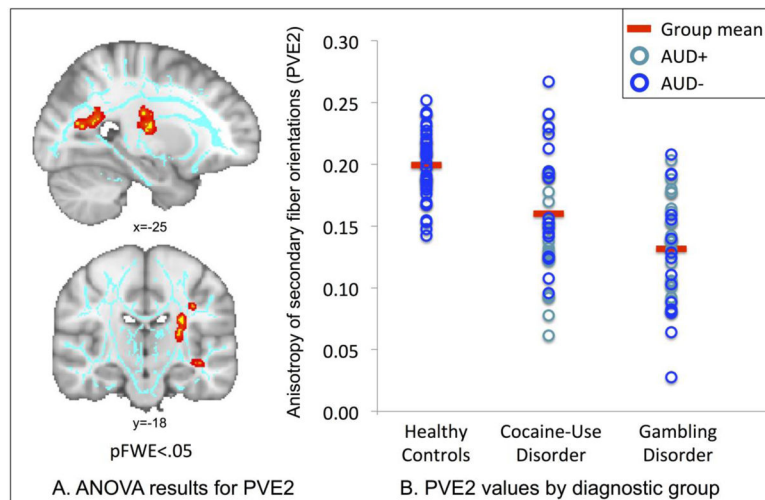 x=-25
y=-18
pFWE<.05
A. ANOVA results for PVE2
Anisotropy of secondary fiber orientations (PVE2)
0.30
0.25
0.20
0.15
0.10
0.05
0.00
Group mean
AUD+
AUD-
Healthy
Controls
Cocaine-Use
Disorder
Gambling
Disorder
B. PVE2 values by diagnostic group